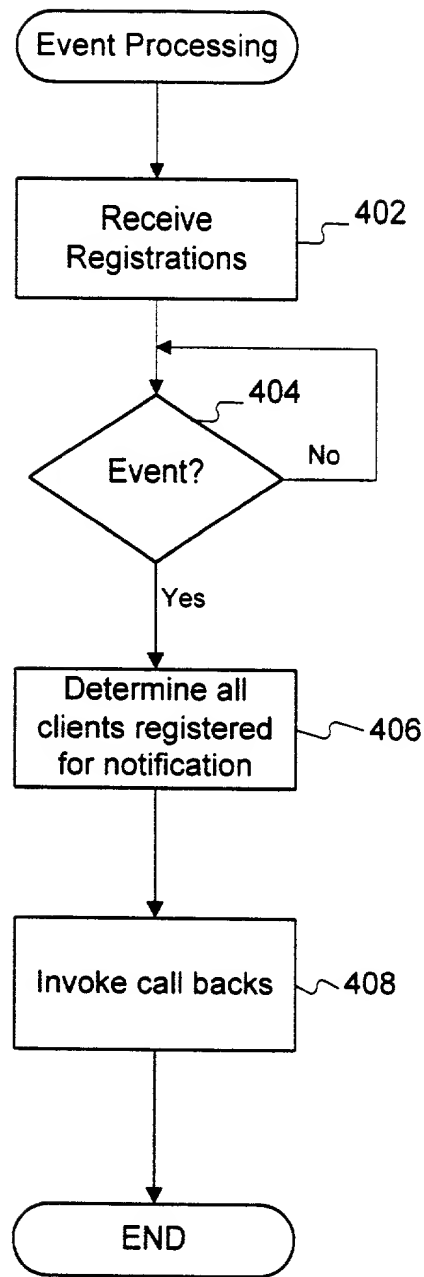 Event Processing
Receive
Registrations
402
404
Event?
No
Yes
Determine all
clients registered
for notification
406
Invoke call backs
408
END